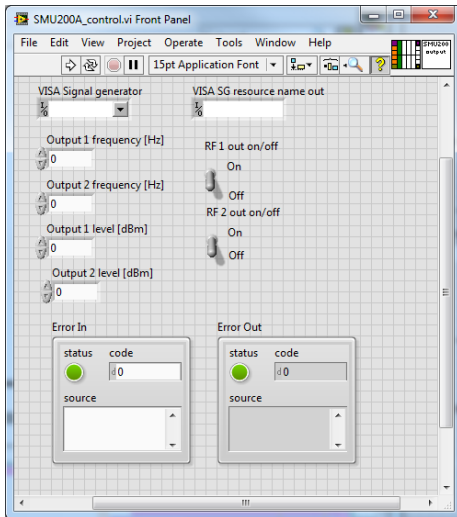 SMU200A_control.vi Front Panel
File Edit View Project Operate Tools Window Help
15pt Application Font
SMU200
output
VISA Signal generator VISA SG resource name out
Output 1 frequency [Hz]
0
RF 1 out on/off
On
Off
Output 2 frequency [Hz]
0
RF 2 out on/off
On
Off
Output 1 level [dBm]
0
Output 2 level [dBm]
0
Error In Error Out
status code status code
d 0 d 0
source source